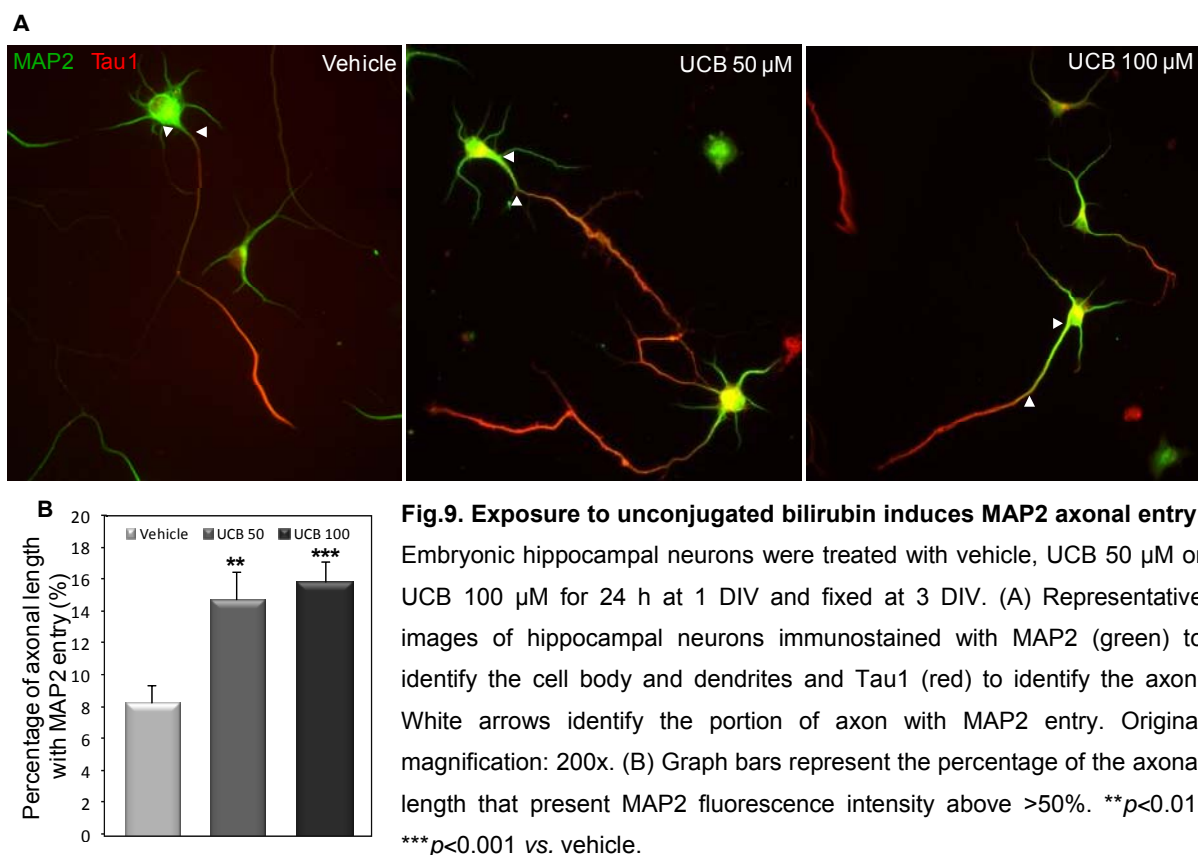 A
MAP2 Tau1 Vehicle
UCB 50 µM
UCB 100 µM
B
Percentage of axonal length
with MAP2 entry (%)
20
18
16
14
12
10
8
6
4
2
0
Vehicle UCB 50 UCB 100
**
***
Fig.9. Exposure to unconjugated bilirubin induces MAP2 axonal entry
Embryonic hippocampal neurons were treated with vehicle, UCB 50 µM or
UCB 100 µM for 24 h at 1 DIV and fixed at 3 DIV. (A) Representative
images of hippocampal neurons immunostained with MAP2 (green) to
identify the cell body and dendrites and Tau1 (red) to identify the axon
White arrows identify the portion of axon with MAP2 entry. Origina
magnification: 200x. (B) Graph bars represent the percentage of the axona
length that present MAP2 fluorescence intensity above >50%. **p<0.01
***p<0.001 vs. vehicle.